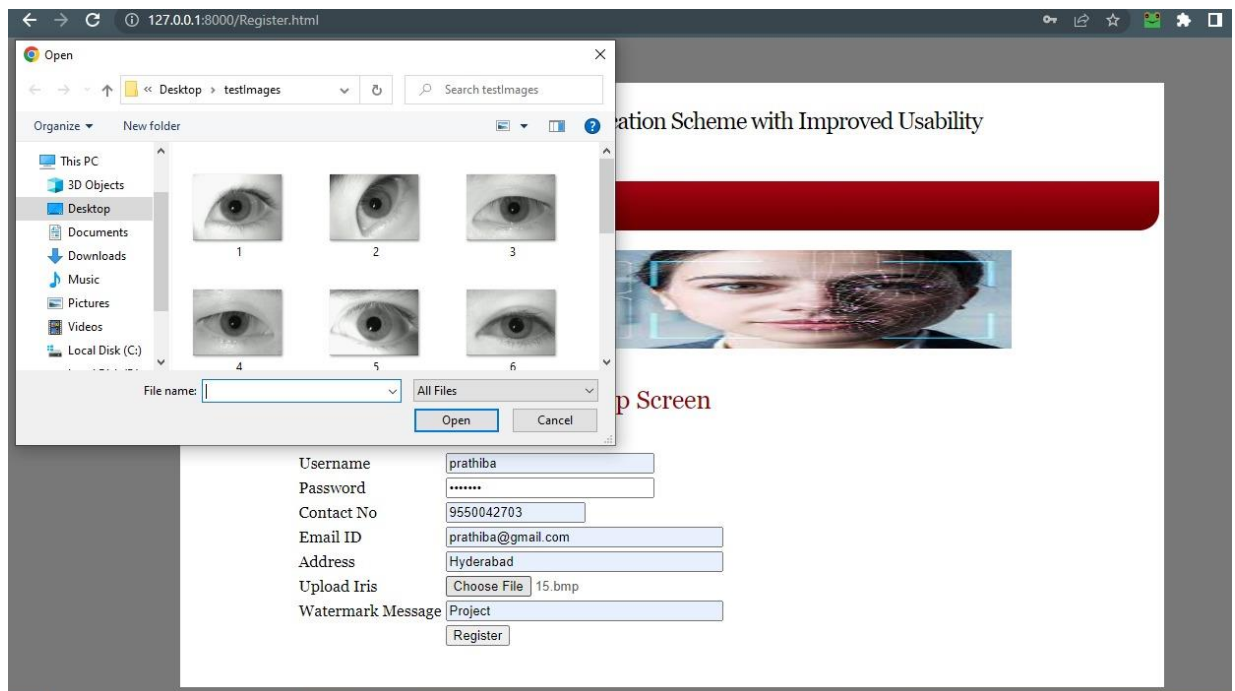 127.0.0.1:8000/Register.html
Open
« Desktop › testImages
Search testImages
Organize
New folder
This PC
3D Objects
Desktop
Documents
Downloads
Music
Pictures
Videos
Local Disk (C:)
1
2
3
4
5
6
File name:
All Files
Open
Cancel
cation Scheme with Improved Usability
p Screen
Username prathiba
Password •••••••
Contact No 9550042703
Email ID prathiba@gmail.com
Address Hyderabad
Upload Iris Choose File 15.bmp
Watermark Message Project
Register